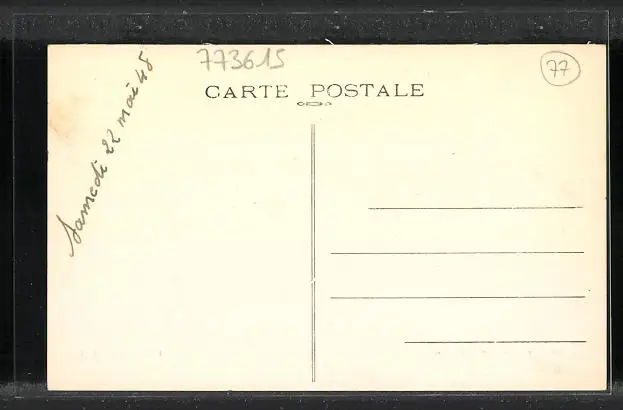 773615
77
CARTE POSTALE
Samedi 22 mai 48